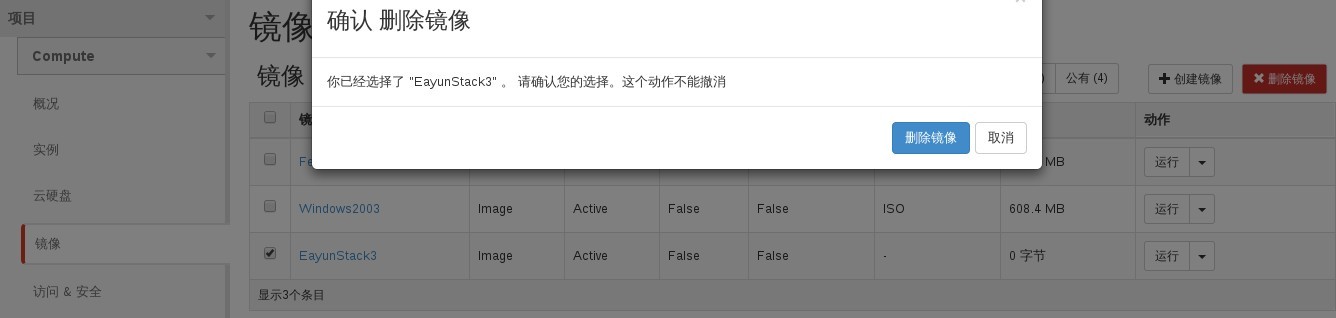 项目
Compute
概况
实例
云硬盘
镜像
访问 & 安全
镜像
镜像
确认 删除镜像
你已经选择了 "EayunStack3" 。 请确认您的选择。这个动作不能撤消
删除镜像
取消
公有 (4)
创建镜像
删除镜像
动作
MB
运行
Windows2003
Image
Active
False
False
ISO
608.4 MB
运行
EayunStack3
Image
Active
False
False
-
0 字节
运行
显示3个条目